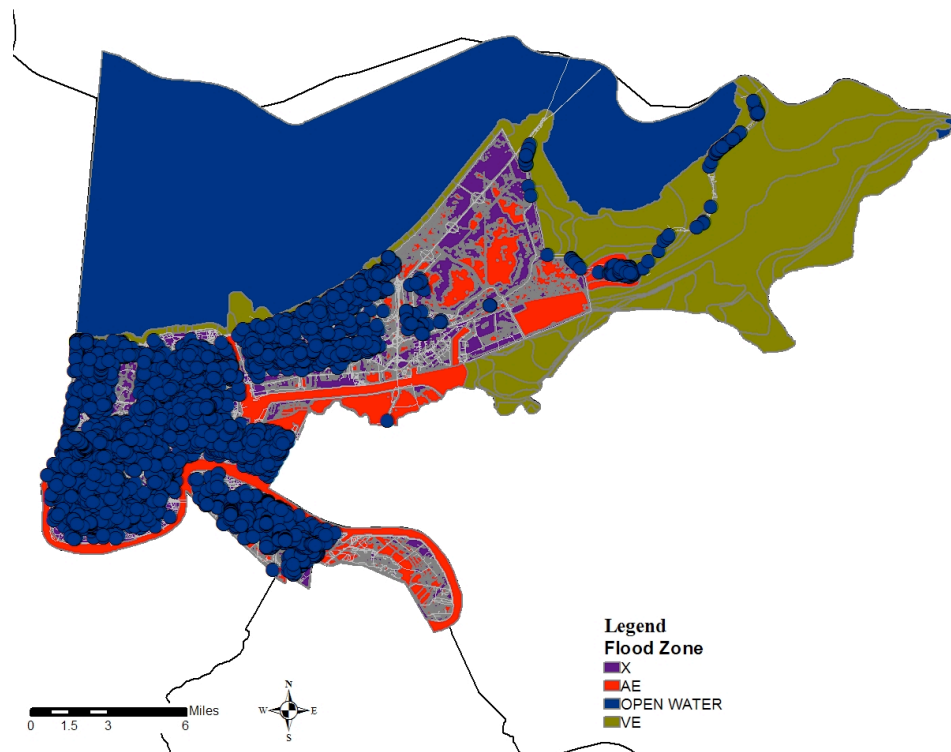 Legend
Flood Zone
X
AE
OPEN WATER
VE
N
W E
S
Miles
0 1.5 3 6